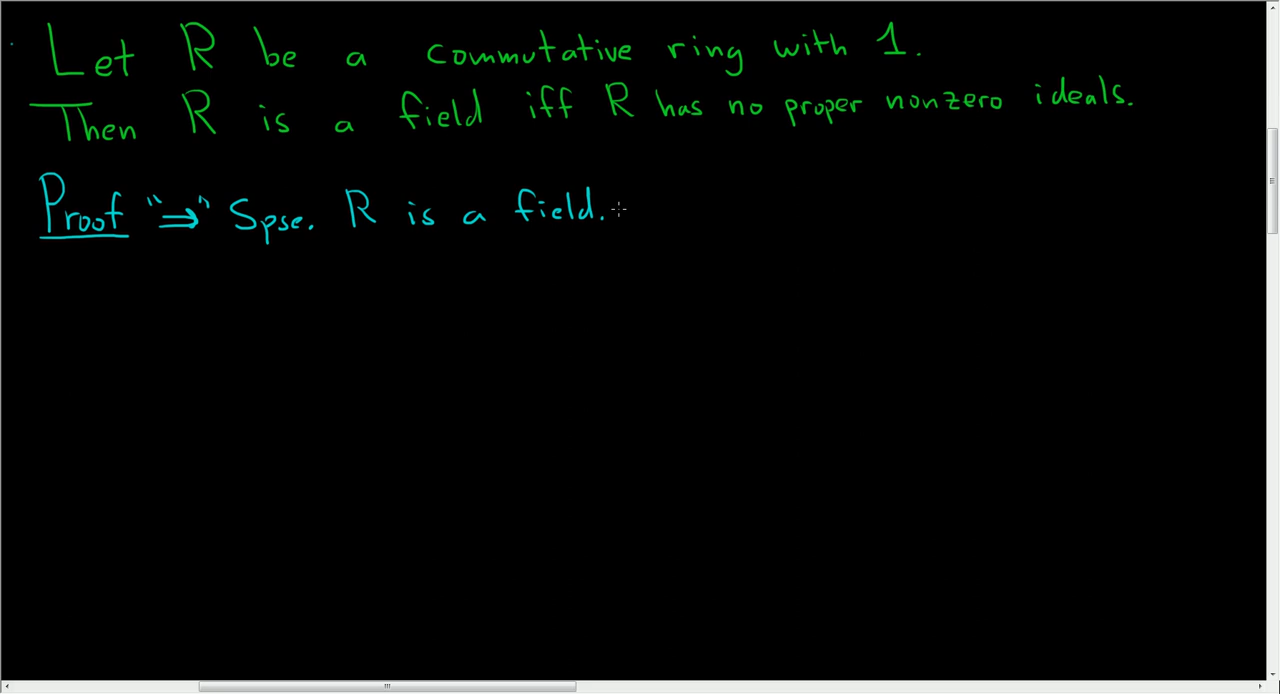 Let R be a commutative ring with 1.
Then R is a field iff R has no proper nonzero ideals.
Proof "⇒" Spse. R is a field.